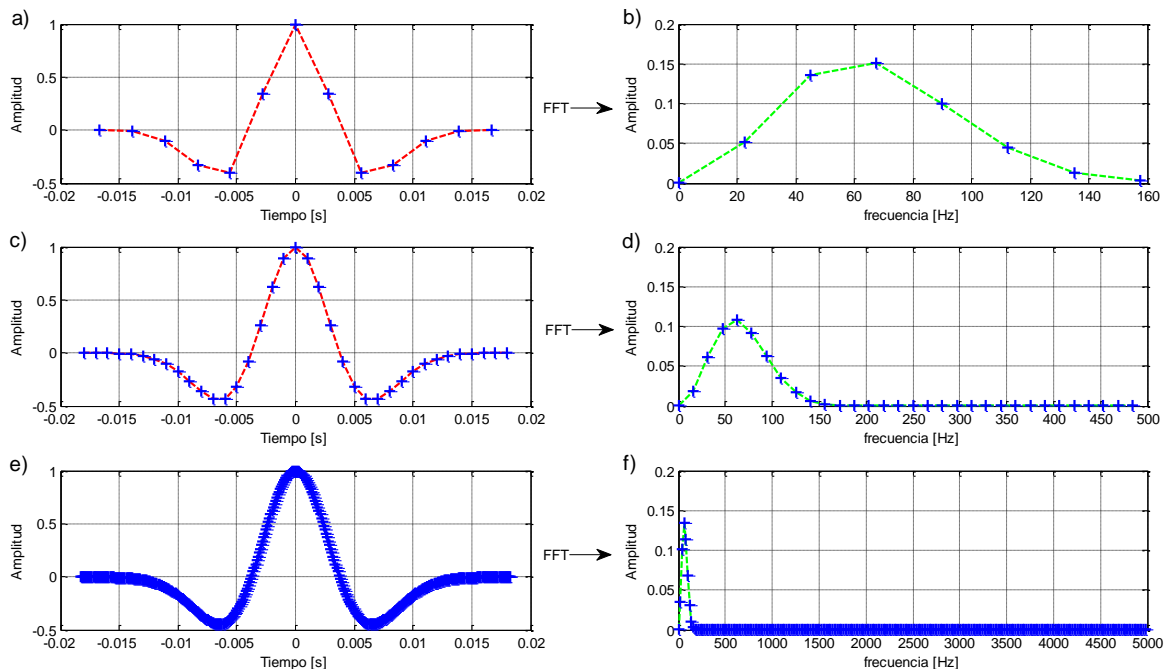 a)
Amplitud
1
0.5
0
-0.5
-0.02 -0.015 -0.01 -0.005 0 0.005 0.01 0.015 0.02
Tiempo [s]
FFT
b)
Amplitud
0.2
0.15
0.1
0.05
0
0 20 40 60 80 100 120 140 160
frecuencia [Hz]
c)
Amplitud
1
0.5
0
-0.5
-0.02 -0.015 -0.01 -0.005 0 0.005 0.01 0.015 0.02
Tiempo [s]
FFT
d)
Amplitud
0.2
0.15
0.1
0.05
0
0 50 100 150 200 250 300 350 400 450 500
frecuencia [Hz]
e)
Amplitud
1
0.5
0
-0.5
-0.02 -0.015 -0.01 -0.005 0 0.005 0.01 0.015 0.02
Tiempo [s]
FFT
f)
Amplitud
0.2
0.15
0.1
0.05
0
0 500 1000 1500 2000 2500 3000 3500 4000 4500 5000
frecuencia [Hz]